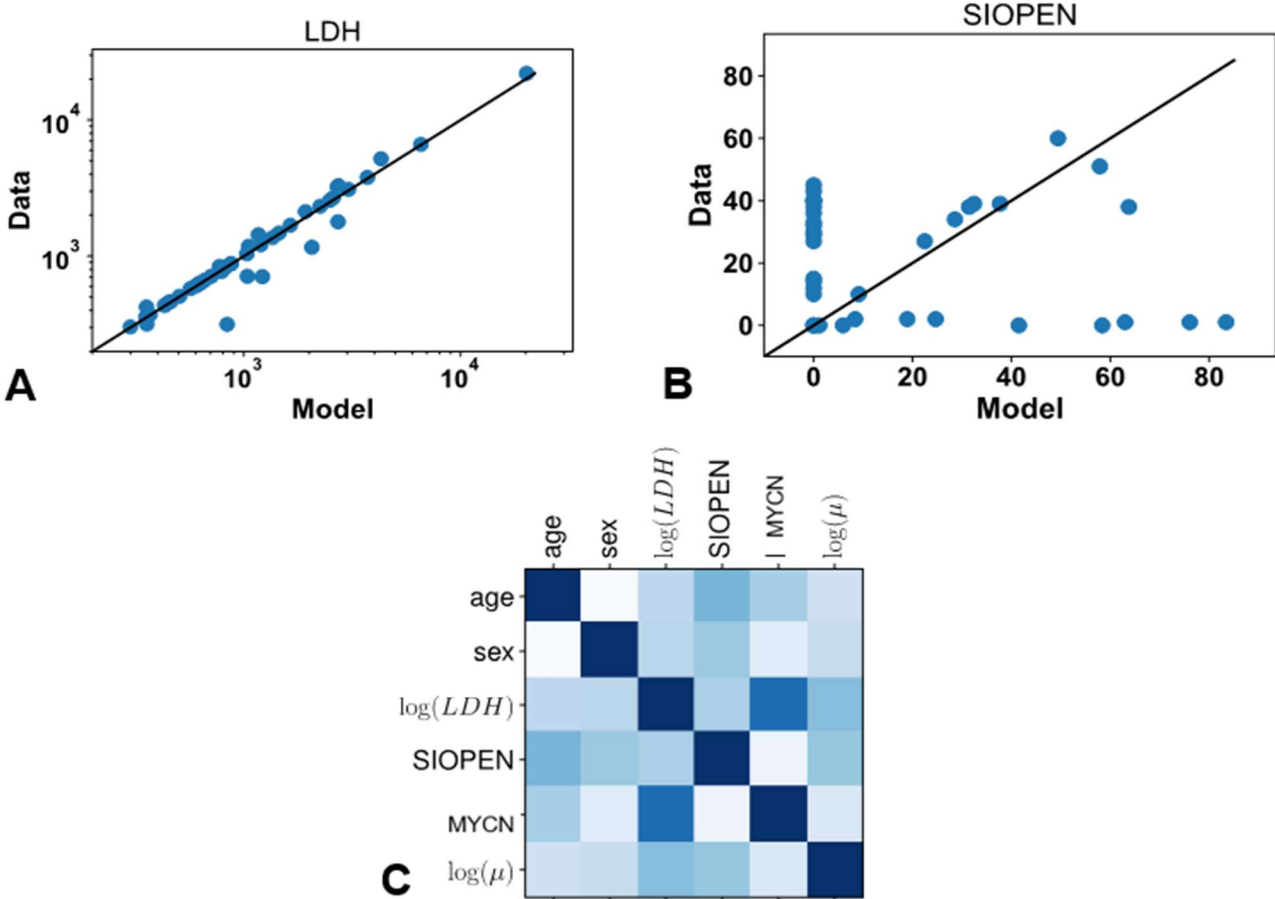 LDH
10^4
10^3
Data
10^3 10^4
Model
A
SIOPEN
80
60
40
20
0
Data
0 20 40 60 80
Model
B
age sex log(LDH) SIOPEN | MYCN log(μ)
age
sex
log(LDH)
SIOPEN
MYCN
log(μ)
C